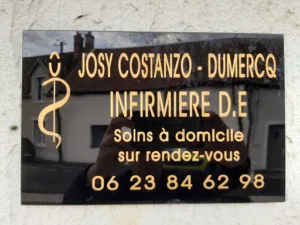 JOSY COSTANZO - DUMERCQ
INFIRMIERE D.E
Soins à domicile
sur rendez-vous
06 23 84 62 98